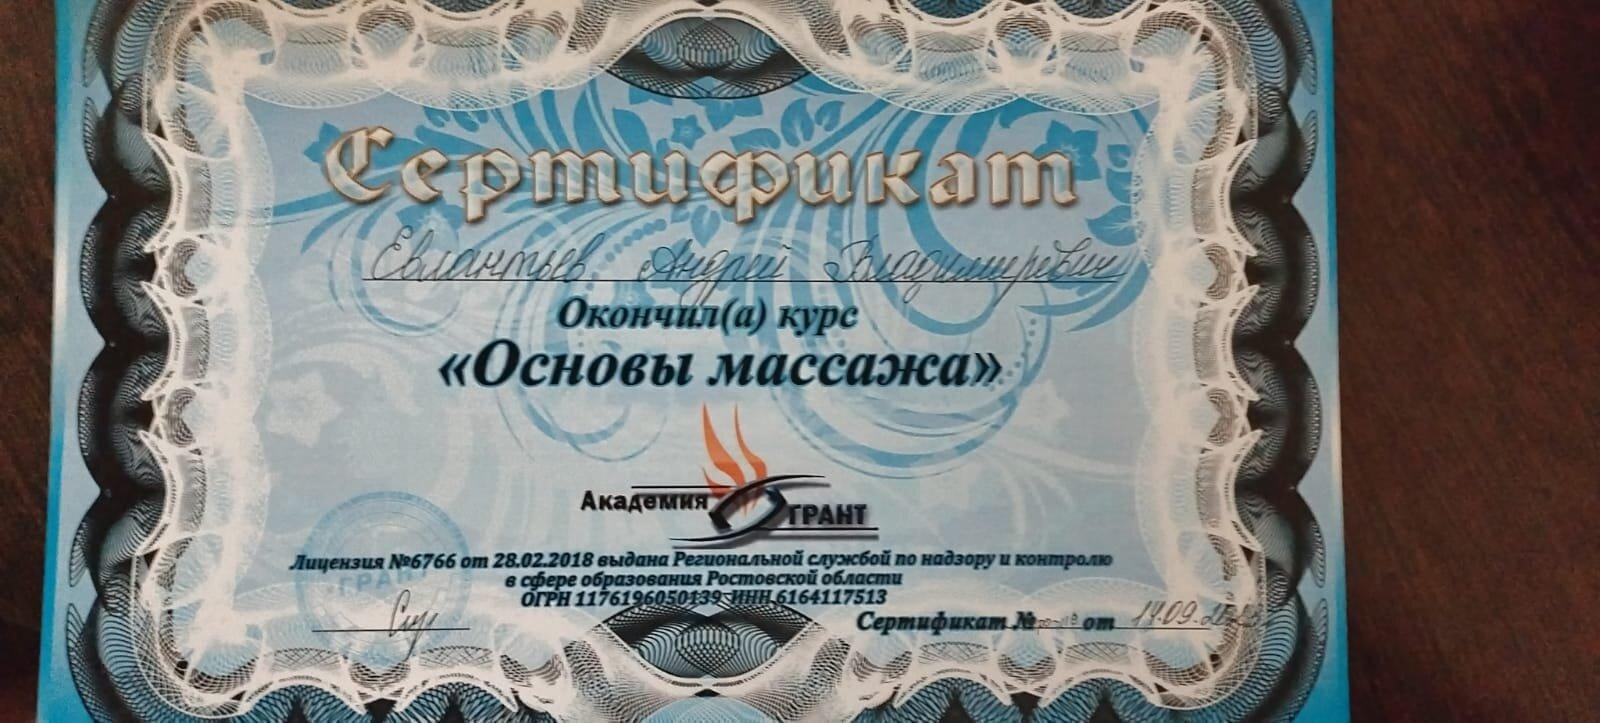 Сертификат
Евлантьев Андрей Владимирович
Окончил(а) курс
«Основы массажа»
Академия ГРАНТ
Лицензия №6766 от 28.02.2018 выдана Региональной службой по надзору и контролю
в сфере образования Ростовской области
ОГРН 1176196050139 ИНН 6164117513
ГРАНТ
Сертификат № от